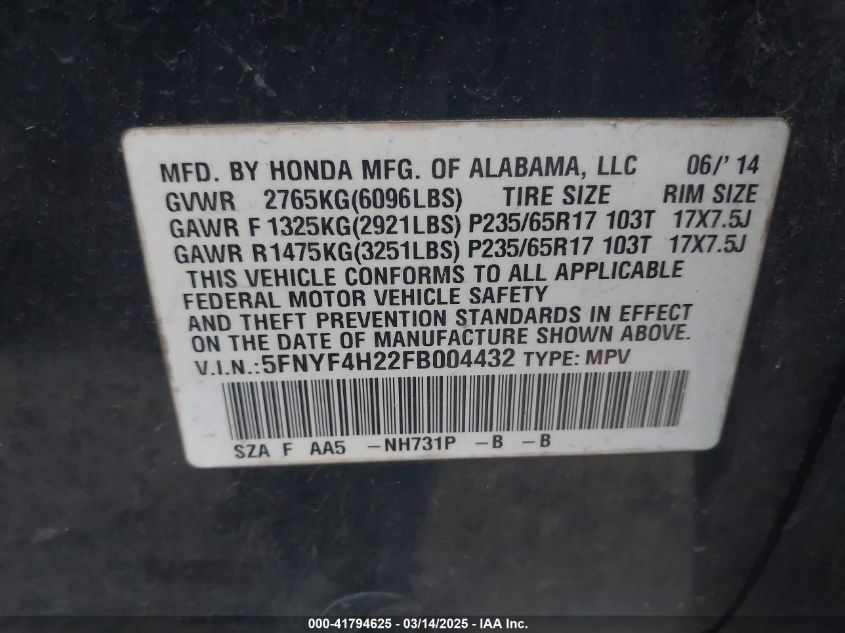 MFD. BY HONDA MFG. OF ALABAMA, LLC 06/' 14
GVWR 2765KG(6096LBS) TIRE SIZE RIM SIZE
GAWR F 1325KG(2921LBS) P235/65R17 103T 17X7.5J
GAWR R1475KG(3251LBS) P235/65R17 103T 17X7.5J
THIS VEHICLE CONFORMS TO ALL APPLICABLE
FEDERAL MOTOR VEHICLE SAFETY
AND THEFT PREVENTION STANDARDS IN EFFECT
ON THE DATE OF MANUFACTURE SHOWN ABOVE.
V.I.N.:5FNYF4H22FB004432 TYPE: MPV
SZA F AA5 -NH731P -B -B
000-41794625 - 03/14/2025 - IAA Inc.